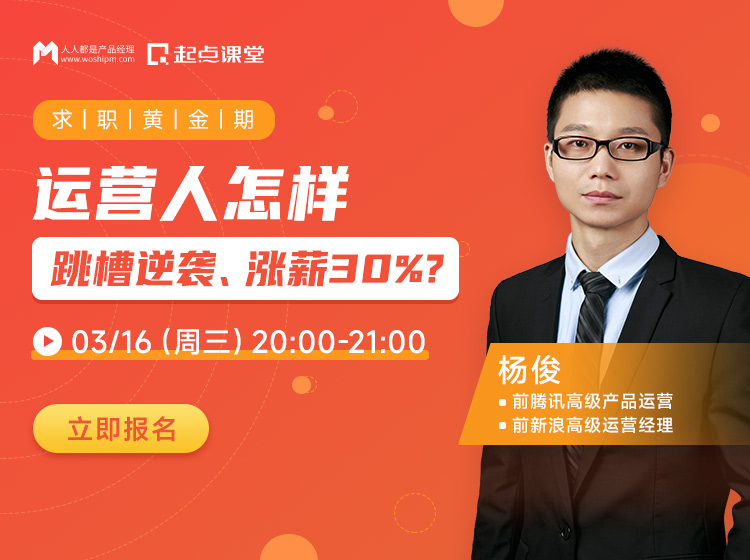 人人都是产品经理
www.woshipm.com
起点课堂
求职黄金期
运营人怎样
跳槽逆袭、涨薪30%?
03/16（周三）20:00-21:00
立即报名
杨俊
前腾讯高级产品运营
前新浪高级运营经理